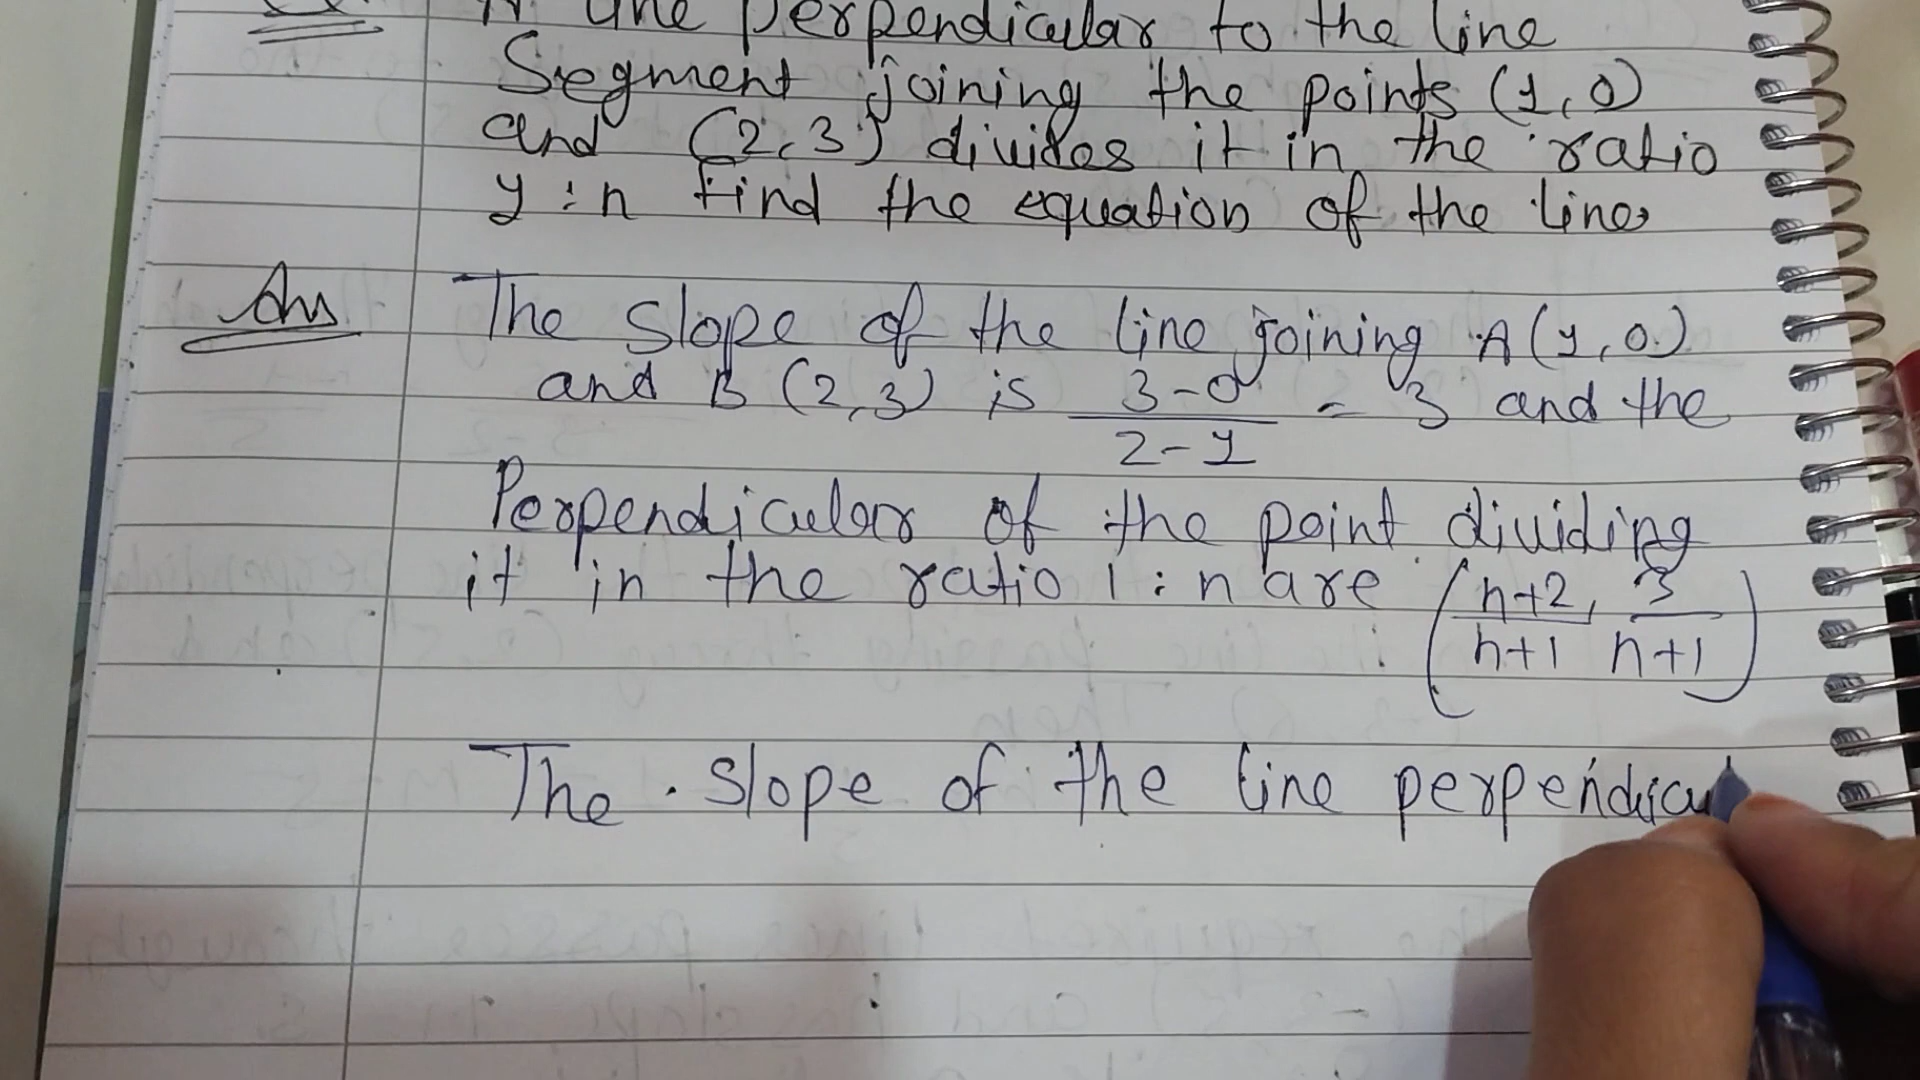 A line perpendicular to the line
Segment joining the points (1,0)
and (2,3) divides it in the ratio
1:n find the equation of the line
Ans The slope of the line joining A(1,0)
and B(2,3) is 3-0/2-1 = 3 and the
Perpendicular of the point dividing
it in the ratio 1:n are (n+2/n+1, 3/n+1)
The slope of the line perpendicu